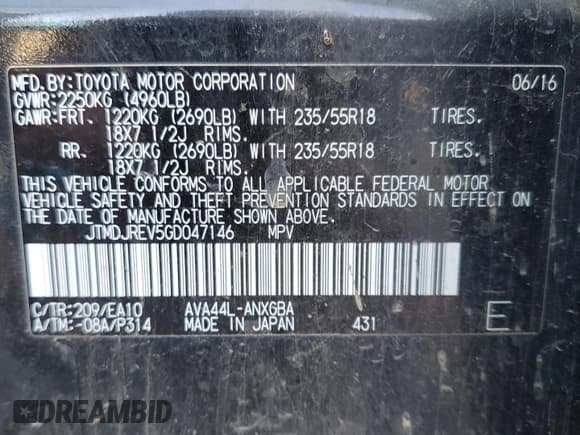 MFD.BY:TOYOTA MOTOR CORPORATION 06/16
GVWR:2250KG (4960LB)
GAWR:FRT. 1220KG (2690LB) WITH 235/55R18 TIRES.
18X7 1/2J RIMS.
RR. 1220KG (2690LB) WITH 235/55R18 TIRES.
18X7 1/2J RIMS.
THIS VEHICLE CONFORMS TO ALL APPLICABLE FEDERAL MOTOR
VEHICLE SAFETY AND THEFT PREVENTION STANDARDS IN EFFECT ON
THE DATE OF MANUFACTURE SHOWN ABOVE.
JTMDJREV5GD047146 MPV
C/TR:209/EA10 AVA44L-ANXGBA
A/TM:-08A/P314 MADE IN JAPAN 431 E
DREAMBID